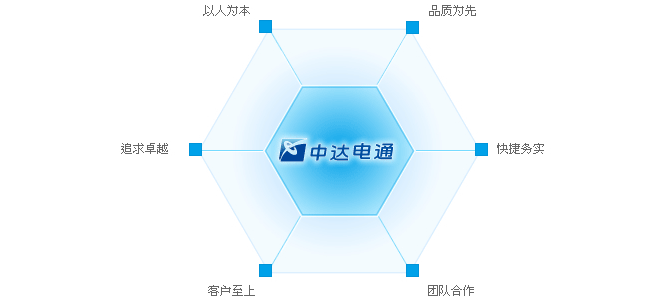 以人为本
品质为先
追求卓越
中达电通
快捷务实
客户至上
团队合作